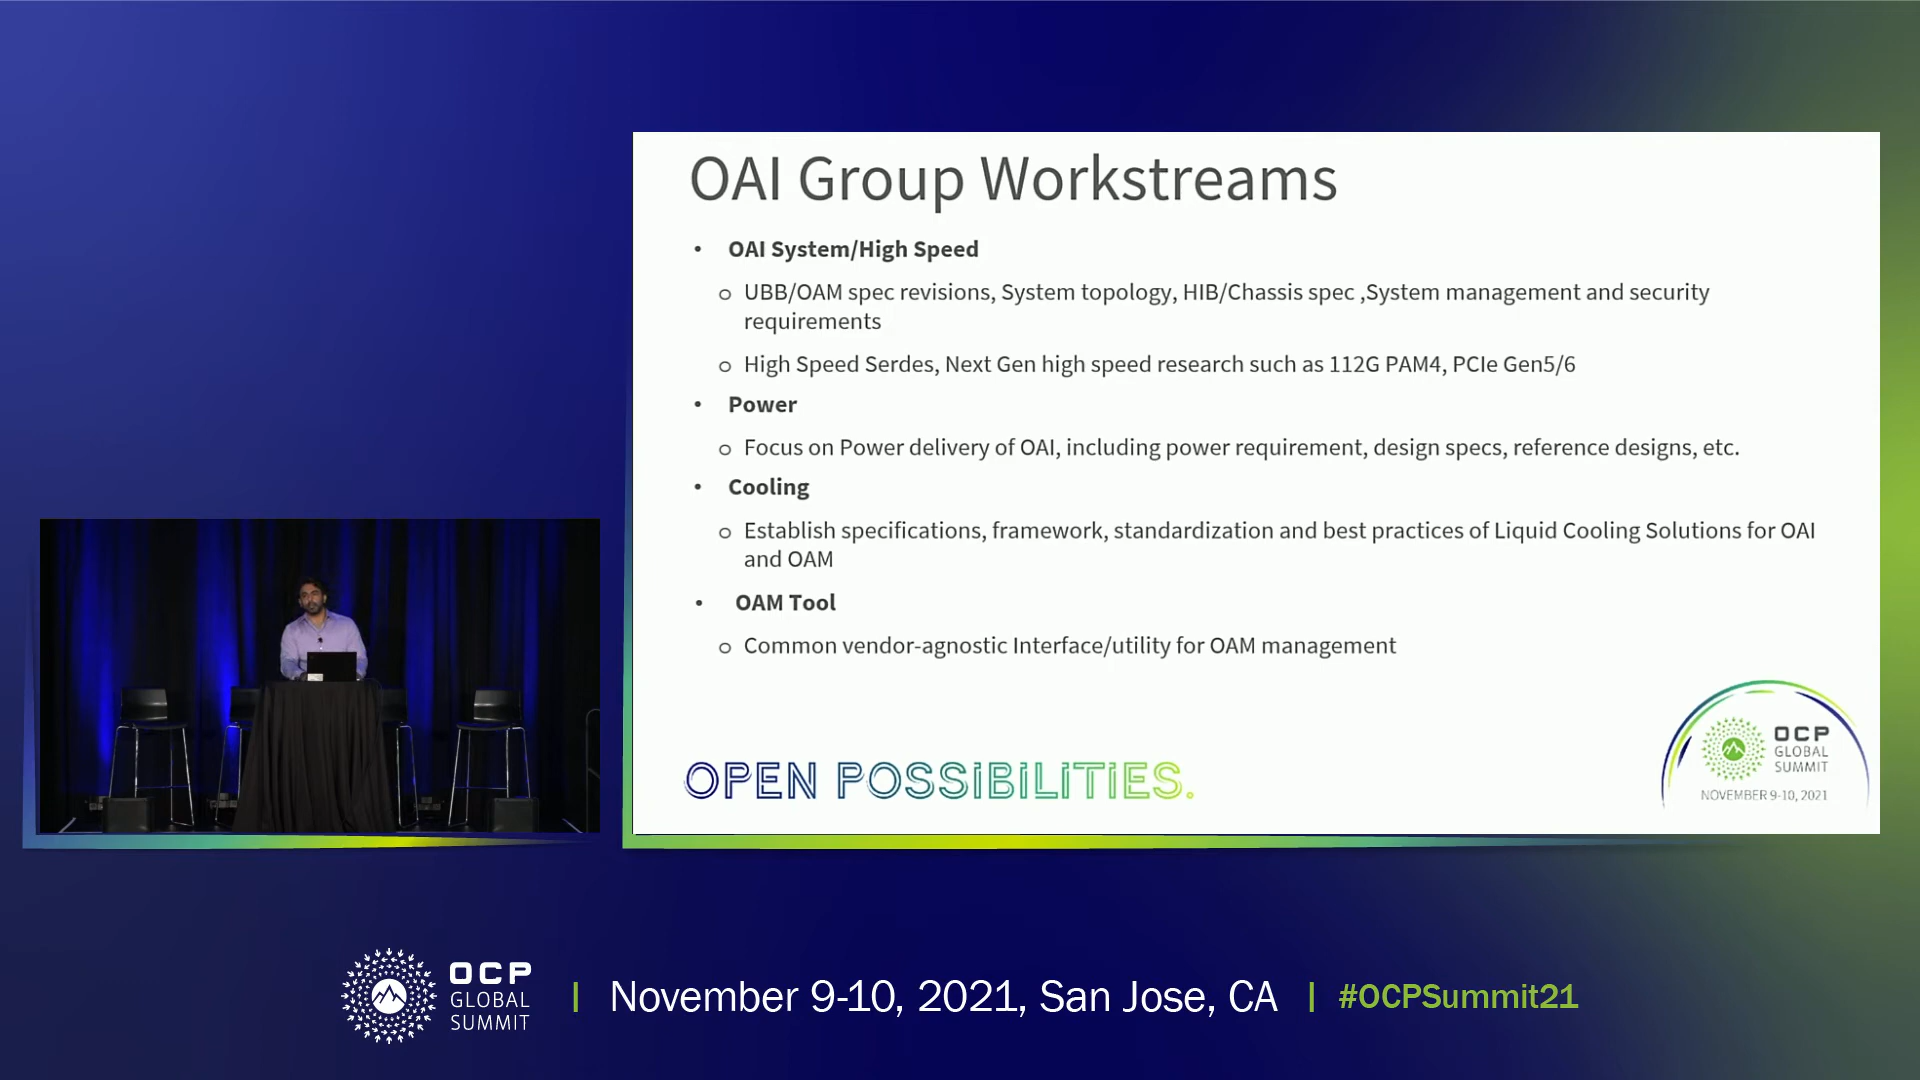 OAI Group Workstreams
• OAI System/High Speed
o UBB/OAM spec revisions, System topology, HIB/Chassis spec ,System management and security
requirements
o High Speed Serdes, Next Gen high speed research such as 112G PAM4, PCIe Gen5/6
• Power
o Focus on Power delivery of OAI, including power requirement, design specs, reference designs, etc.
• Cooling
o Establish specifications, framework, standardization and best practices of Liquid Cooling Solutions for OAI
and OAM
• OAM Tool
o Common vendor-agnostic Interface/utility for OAM management
OPEN POSSIBILITIES.
OCP
GLOBAL
SUMMIT
NOVEMBER 9-10, 2021
OCP
GLOBAL
SUMMIT
| November 9-10, 2021, San Jose, CA | #OCPSummit21